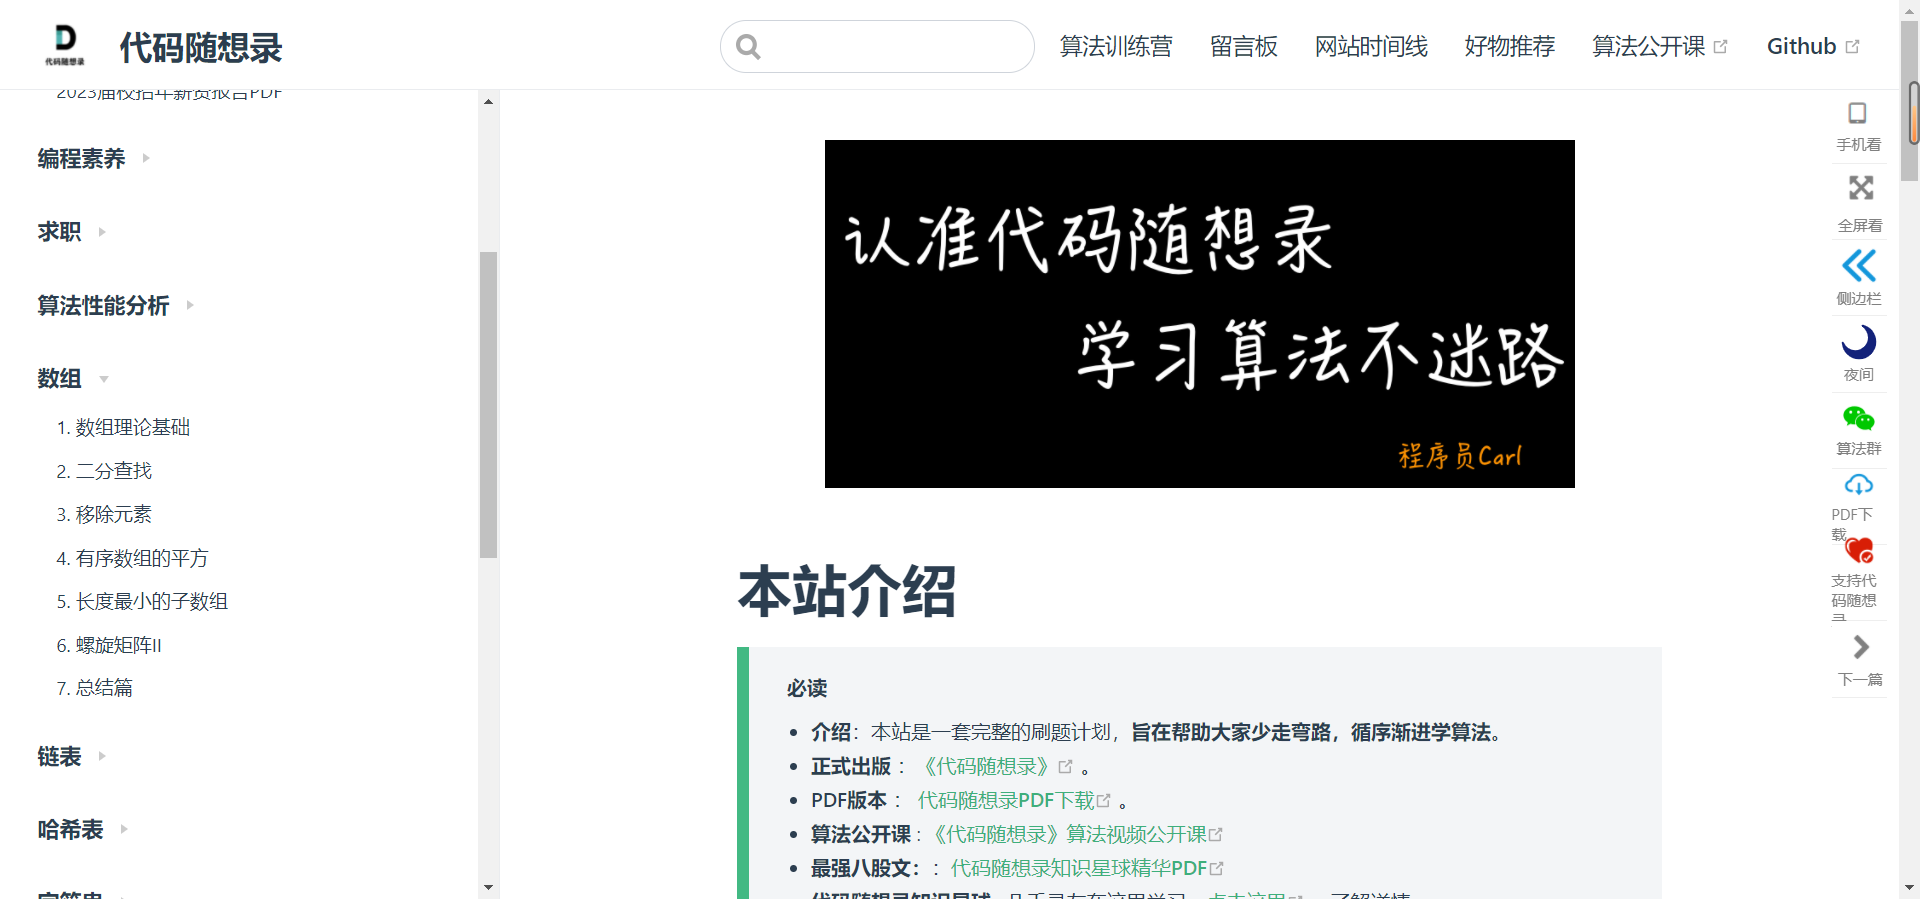 代码随想录
代码随想录
算法训练营
留言板
网站时间线
好物推荐
算法公开课
Github
2023届校招年薪资报告PDF
编程素养
求职
算法性能分析
数组
1. 数组理论基础
2. 二分查找
3. 移除元素
4. 有序数组的平方
5. 长度最小的子数组
6. 螺旋矩阵II
7. 总结篇
链表
哈希表
字符串
认准代码随想录
学习算法不迷路
程序员Carl
本站介绍
必读
介绍：本站是一套完整的刷题计划，旨在帮助大家少走弯路，循序渐进学算法。
正式出版 ： 《代码随想录》 。
PDF版本 ： 代码随想录PDF下载 。
算法公开课 : 《代码随想录》算法视频公开课
最强八股文： ：代码随想录知识星球精华PDF
手机看
全屏看
侧边栏
夜间
算法群
PDF下
载
支持代
码随想
录
下一篇